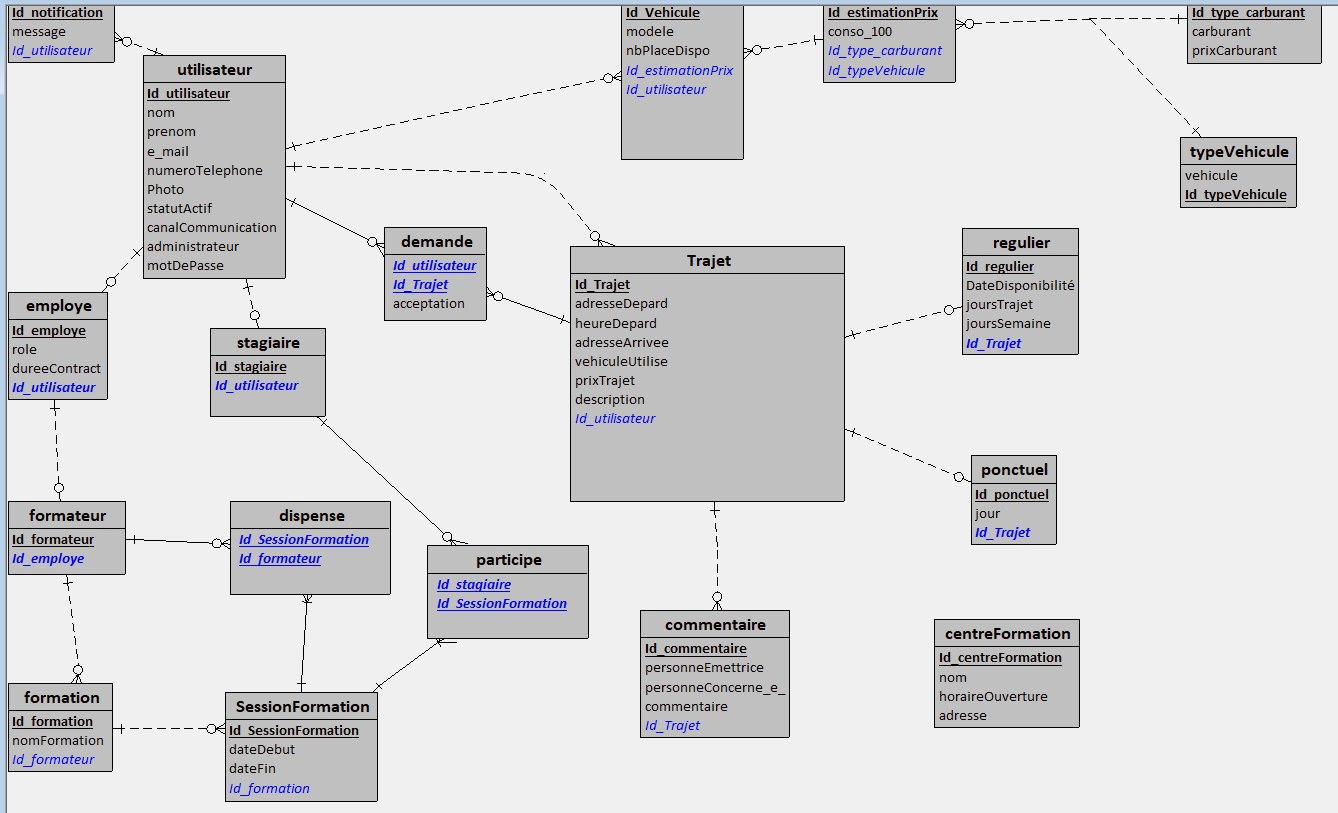 Id_notification
message
Id_utilisateur
utilisateur
Id_utilisateur
nom
prenom
e_mail
numeroTelephone
Photo
statutActif
canalCommunication
administrateur
motDePasse
Id_Vehicule
modele
nbPlaceDispo
Id_estimationPrix
Id_utilisateur
Id_estimationPrix
conso_100
Id_type_carburant
Id_typeVehicule
Id_type_carburant
carburant
prixCarburant
typeVehicule
vehicule
Id_typeVehicule
demande
Id_utilisateur
Id_Trajet
acceptation
Trajet
Id_Trajet
adresseDepard
heureDepard
adresseArrivee
vehiculeUtilise
prixTrajet
description
Id_utilisateur
regulier
Id_regulier
DateDisponibilité
joursTrajet
joursSemaine
Id_Trajet
employe
Id_employe
role
dureeContract
Id_utilisateur
stagiaire
Id_stagiaire
Id_utilisateur
ponctuel
Id_ponctuel
jour
Id_Trajet
formateur
Id_formateur
Id_employe
dispense
Id_SessionFormation
Id_formateur
participe
Id_stagiaire
Id_SessionFormation
commentaire
Id_commentaire
personneEmettrice
personneConcerne_e_
commentaire
Id_Trajet
centreFormation
Id_centreFormation
nom
horaireOuverture
adresse
formation
Id_formation
nomFormation
Id_formateur
SessionFormation
Id_SessionFormation
dateDebut
dateFin
Id_formation